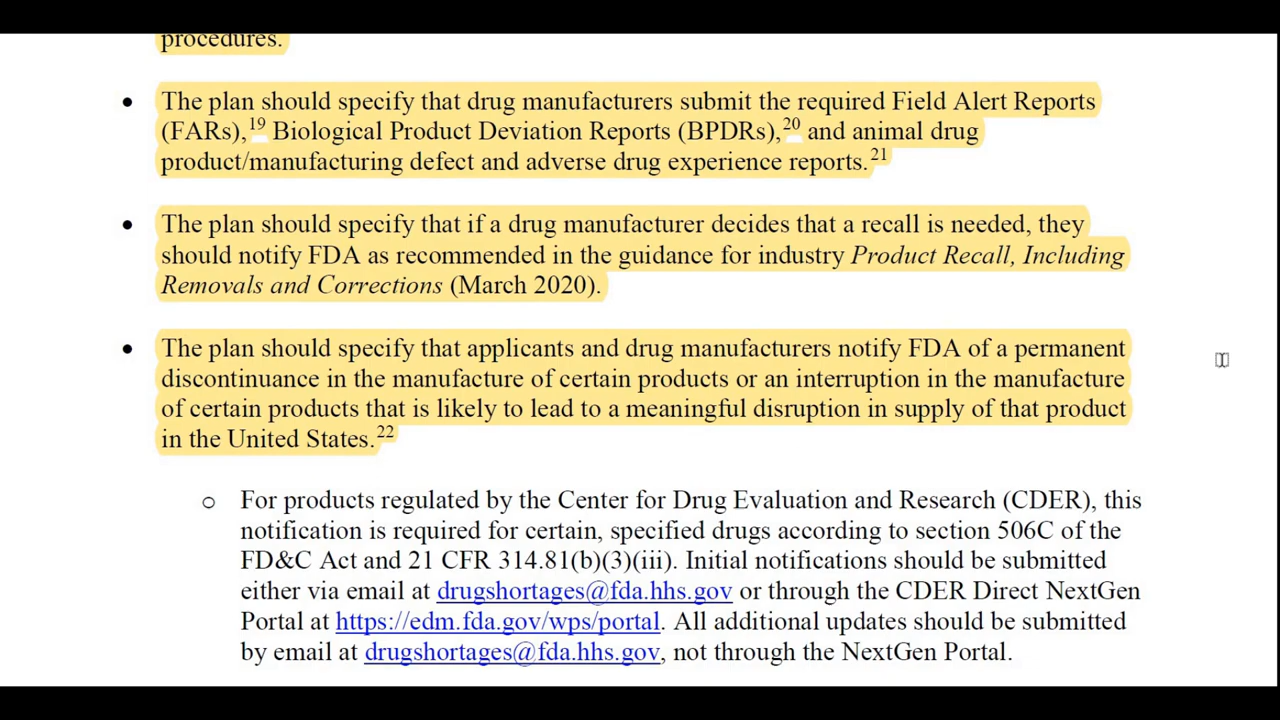 procedures.
• The plan should specify that drug manufacturers submit the required Field Alert Reports
(FARs),19 Biological Product Deviation Reports (BPDRs),20 and animal drug
product/manufacturing defect and adverse drug experience reports.21
• The plan should specify that if a drug manufacturer decides that a recall is needed, they
should notify FDA as recommended in the guidance for industry Product Recall, Including
Removals and Corrections (March 2020).
• The plan should specify that applicants and drug manufacturers notify FDA of a permanent
discontinuance in the manufacture of certain products or an interruption in the manufacture
of certain products that is likely to lead to a meaningful disruption in supply of that product
in the United States.22
o For products regulated by the Center for Drug Evaluation and Research (CDER), this
notification is required for certain, specified drugs according to section 506C of the
FD&C Act and 21 CFR 314.81(b)(3)(iii). Initial notifications should be submitted
either via email at drugshortages@fda.hhs.gov or through the CDER Direct NextGen
Portal at https://edm.fda.gov/wps/portal. All additional updates should be submitted
by email at drugshortages@fda.hhs.gov, not through the NextGen Portal.